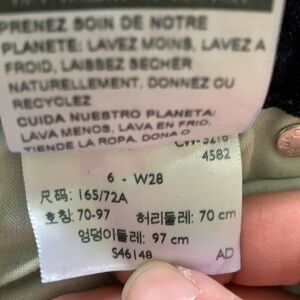 PRENEZ SOIN DE NOTRE
PLANETE: LAVEZ MOINS, LAVEZ A
FROID, LAISSEZ SECHER
NATURELLEMENT, DONNEZ OU
RECYCLEZ
CUIDA NUESTRO PLANETA:
LAVA MENOS, LAVA EN FRIO,
TIENDE LA ROPA, DONA O
4582
6 - W28
尺码: 165/72A
호칭: 70-97 허리둘레: 70 cm
엉덩이둘레: 97 cm
S46148 AD